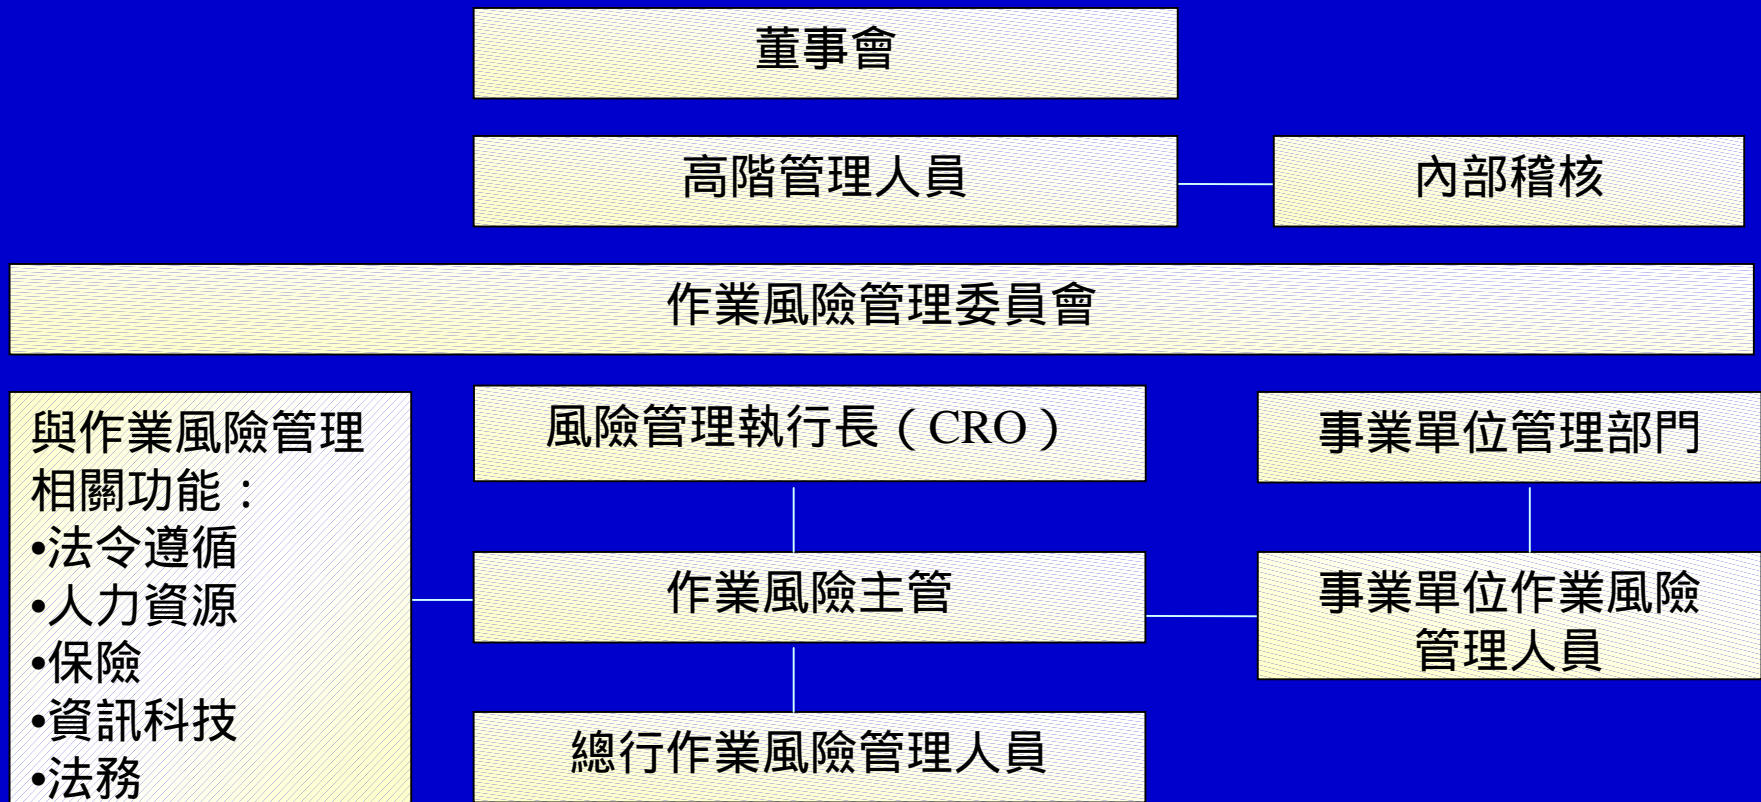 董事會
高階管理人員
內部稽核
作業風險管理委員會
與作業風險管理
相關功能：
•法令遵循
•人力資源
•保險
•資訊科技
•法務
風險管理執行長（CRO）
作業風險主管
總行作業風險管理人員
事業單位管理部門
事業單位作業風險
管理人員